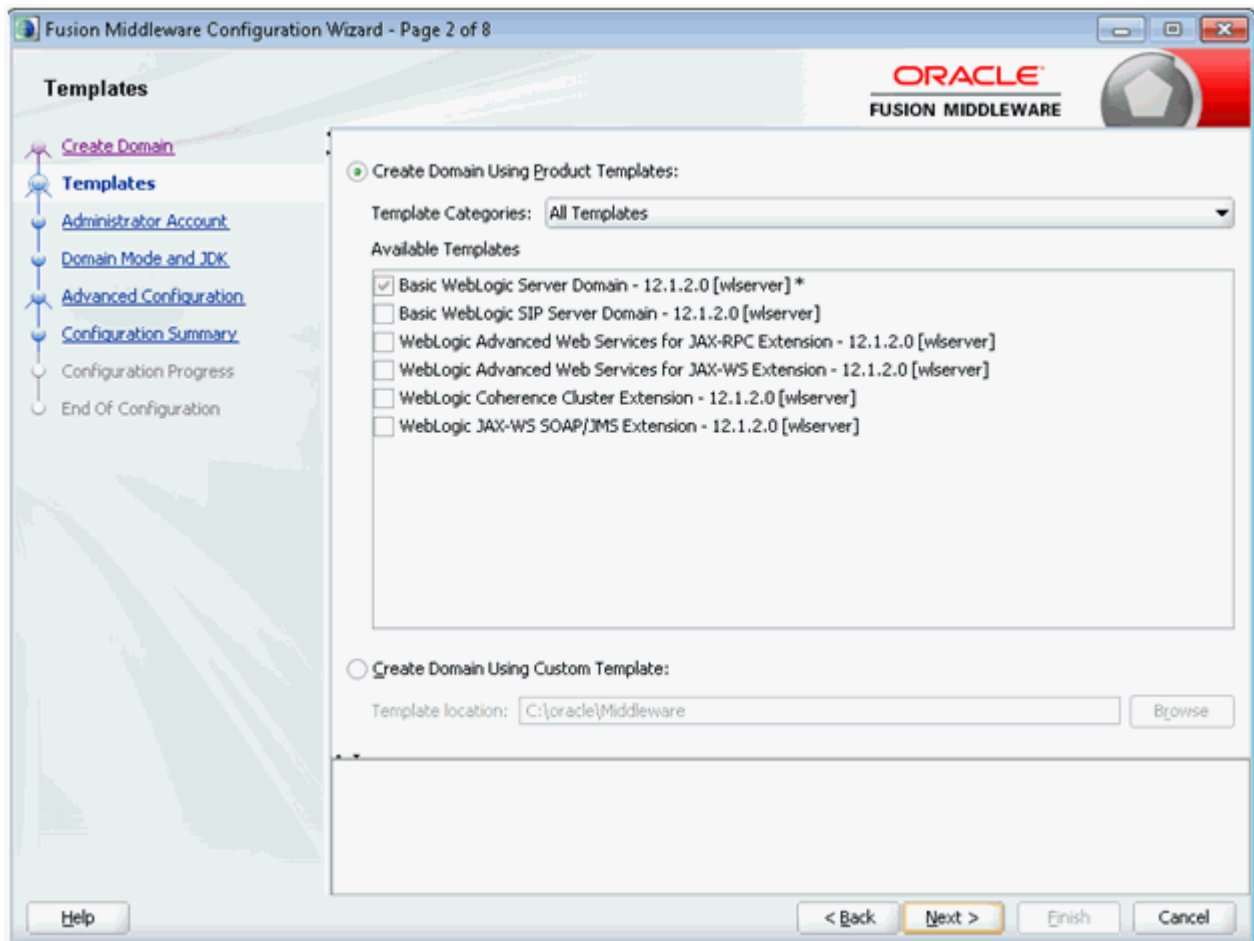 Fusion Middleware Configuration Wizard - Page 2 of 8
Templates
ORACLE
FUSION MIDDLEWARE
Create Domain
Templates
Administrator Account
Domain Mode and JDK
Advanced Configuration
Configuration Summary
Configuration Progress
End Of Configuration
Create Domain Using Product Templates:
Template Categories: All Templates
Available Templates
Basic WebLogic Server Domain - 12.1.2.0 [wlserver] *
Basic WebLogic SIP Server Domain - 12.1.2.0 [wlserver]
WebLogic Advanced Web Services for JAX-RPC Extension - 12.1.2.0 [wlserver]
WebLogic Advanced Web Services for JAX-WS Extension - 12.1.2.0 [wlserver]
WebLogic Coherence Cluster Extension - 12.1.2.0 [wlserver]
WebLogic JAX-WS SOAP/JMS Extension - 12.1.2.0 [wlserver]
Create Domain Using Custom Template:
Template location: C:\oracle\Middleware Browse
Help < Back Next > Finish Cancel